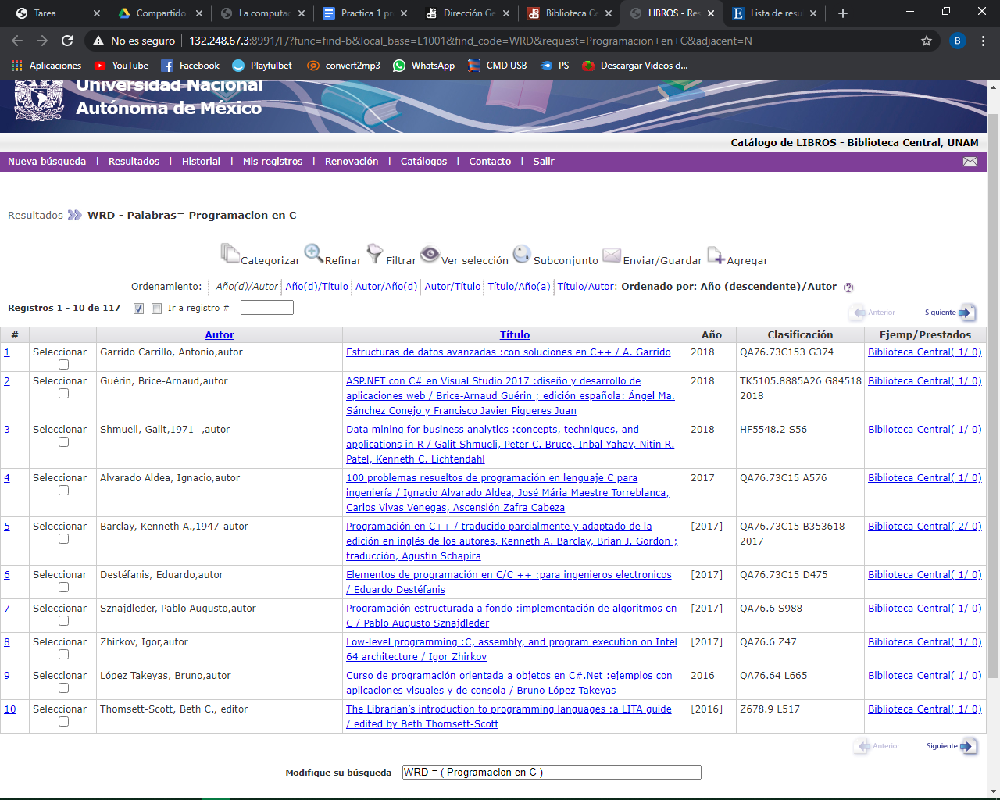 Tarea
Compartido
La computac
Practica 1 pr
Dirección Ge
Biblioteca Ce
LIBROS - Res
Lista de resu
No es seguro | 132.248.67.3:8991/F/?func=find-b&local_base=L1001&find_code=WRD&request=Programacion+en+C&adjacent=N
B
Aplicaciones YouTube Facebook Playfulbet convert2mp3 WhatsApp CMD USB PS Descargar Videos d...
Universidad Nacional
Autónoma de México
Catálogo de LIBROS - Biblioteca Central, UNAM
Nueva búsqueda | Resultados | Historial | Mis registros | Renovación | Catálogos | Contacto | Salir
Resultados WRD - Palabras= Programacion en C
Categorizar Refinar Filtrar Ver selección Subconjunto Enviar/Guardar Agregar
Ordenamiento: Año(d)/Autor Año(d)/Título Autor/Año(d) Autor/Título Título/Año(a) Título/Autor: Ordenado por: Año (descendente)/Autor ?
Registros 1 - 10 de 117 Ir a registro # Anterior Siguiente
# Autor Título Año Clasificación Ejemp/Prestados
1 Seleccionar Garrido Carrillo, Antonio,autor Estructuras de datos avanzadas :con soluciones en C++ / A. Garrido 2018 QA76.73C153 G374 Biblioteca Central( 1/ 0)
2 Seleccionar Guérin, Brice-Arnaud,autor ASP.NET con C# en Visual Studio 2017 :diseño y desarrollo de 2018 TK5105.8885A26 G84518 Biblioteca Central( 1/ 0)
aplicaciones web / Brice-Arnaud Guérin ; edición española: Ángel Ma. 2018
Sánchez Conejo y Francisco Javier Piqueres Juan
3 Seleccionar Shmueli, Galit,1971- ,autor Data mining for business analytics :concepts, techniques, and 2018 HF5548.2 S56 Biblioteca Central( 1/ 0)
applications in R / Galit Shmueli, Peter C. Bruce, Inbal Yahav, Nitin R.
Patel, Kenneth C. Lichtendahl
4 Seleccionar Alvarado Aldea, Ignacio,autor 100 problemas resueltos de programación en lenguaje C para 2017 QA76.73C15 A576 Biblioteca Central( 1/ 0)
ingeniería / Ignacio Alvarado Aldea, José Mária Maestre Torreblanca,
Carlos Vivas Venegas, Ascensión Zafra Cabeza
5 Seleccionar Barclay, Kenneth A.,1947-autor Programación en C++ / traducido parcialmente y adaptado de la [2017] QA76.73C15 B353618 Biblioteca Central( 2/ 0)
edición en inglés de los autores, Kenneth A. Barclay, Brian J. Gordon ; 2017
traducción, Agustín Schapira
6 Seleccionar Destéfanis, Eduardo,autor Elementos de programación en C/C ++ :para ingenieros electronicos [2017] QA76.73C15 D475 Biblioteca Central( 1/ 0)
/ Eduardo Destéfanis
7 Seleccionar Sznajdleder, Pablo Augusto,autor Programación estructurada a fondo :implementación de algoritmos en [2017] QA76.6 S988 Biblioteca Central( 1/ 0)
C / Pablo Augusto Sznajdleder
8 Seleccionar Zhirkov, Igor,autor Low-level programming :C, assembly, and program execution on Intel [2017] QA76.6 Z47 Biblioteca Central( 1/ 0)
64 architecture / Igor Zhirkov
9 Seleccionar López Takeyas, Bruno,autor Curso de programación orientada a objetos en C#.Net :ejemplos con 2016 QA76.64 L665 Biblioteca Central( 1/ 0)
aplicaciones visuales y de consola / Bruno López Takeyas
10 Seleccionar Thomsett-Scott, Beth C., editor The Librarian´s introduction to programming languages :a LITA guide [2016] Z678.9 L517 Biblioteca Central( 1/ 0)
/ edited by Beth Thomsett-Scott
Anterior Siguiente
Modifique su búsqueda WRD = ( Programacion en C )